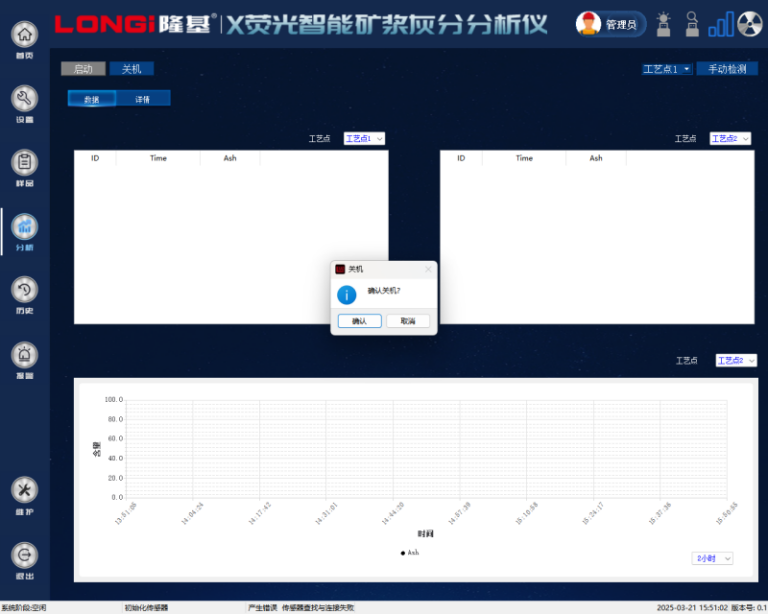 LONGi隆基® X荧光智能矿浆灰分分析仪
管理员
首页
设置
样品
分析
历史
报警
维护
退出
启动 关机
工艺点1 手动检测
数据 详情
工艺点 工艺点1
ID Time Ash
工艺点 工艺点2
ID Time Ash
关机
确认关机?
确认 取消
工艺点 工艺点2
100.0
80.0
60.0
40.0
20.0
0.0
含量
13:51:06 14:04:24 14:17:42 14:31:01 14:44:20 14:57:39 15:10:58 15:24:17 15:37:36 15:50:55
时间
Ash
2小时
系统阶段:空闲 初始化传感器 产生错误 传感器查找与连接失败 2025-03-21 15:51:02 版本号: 0.1